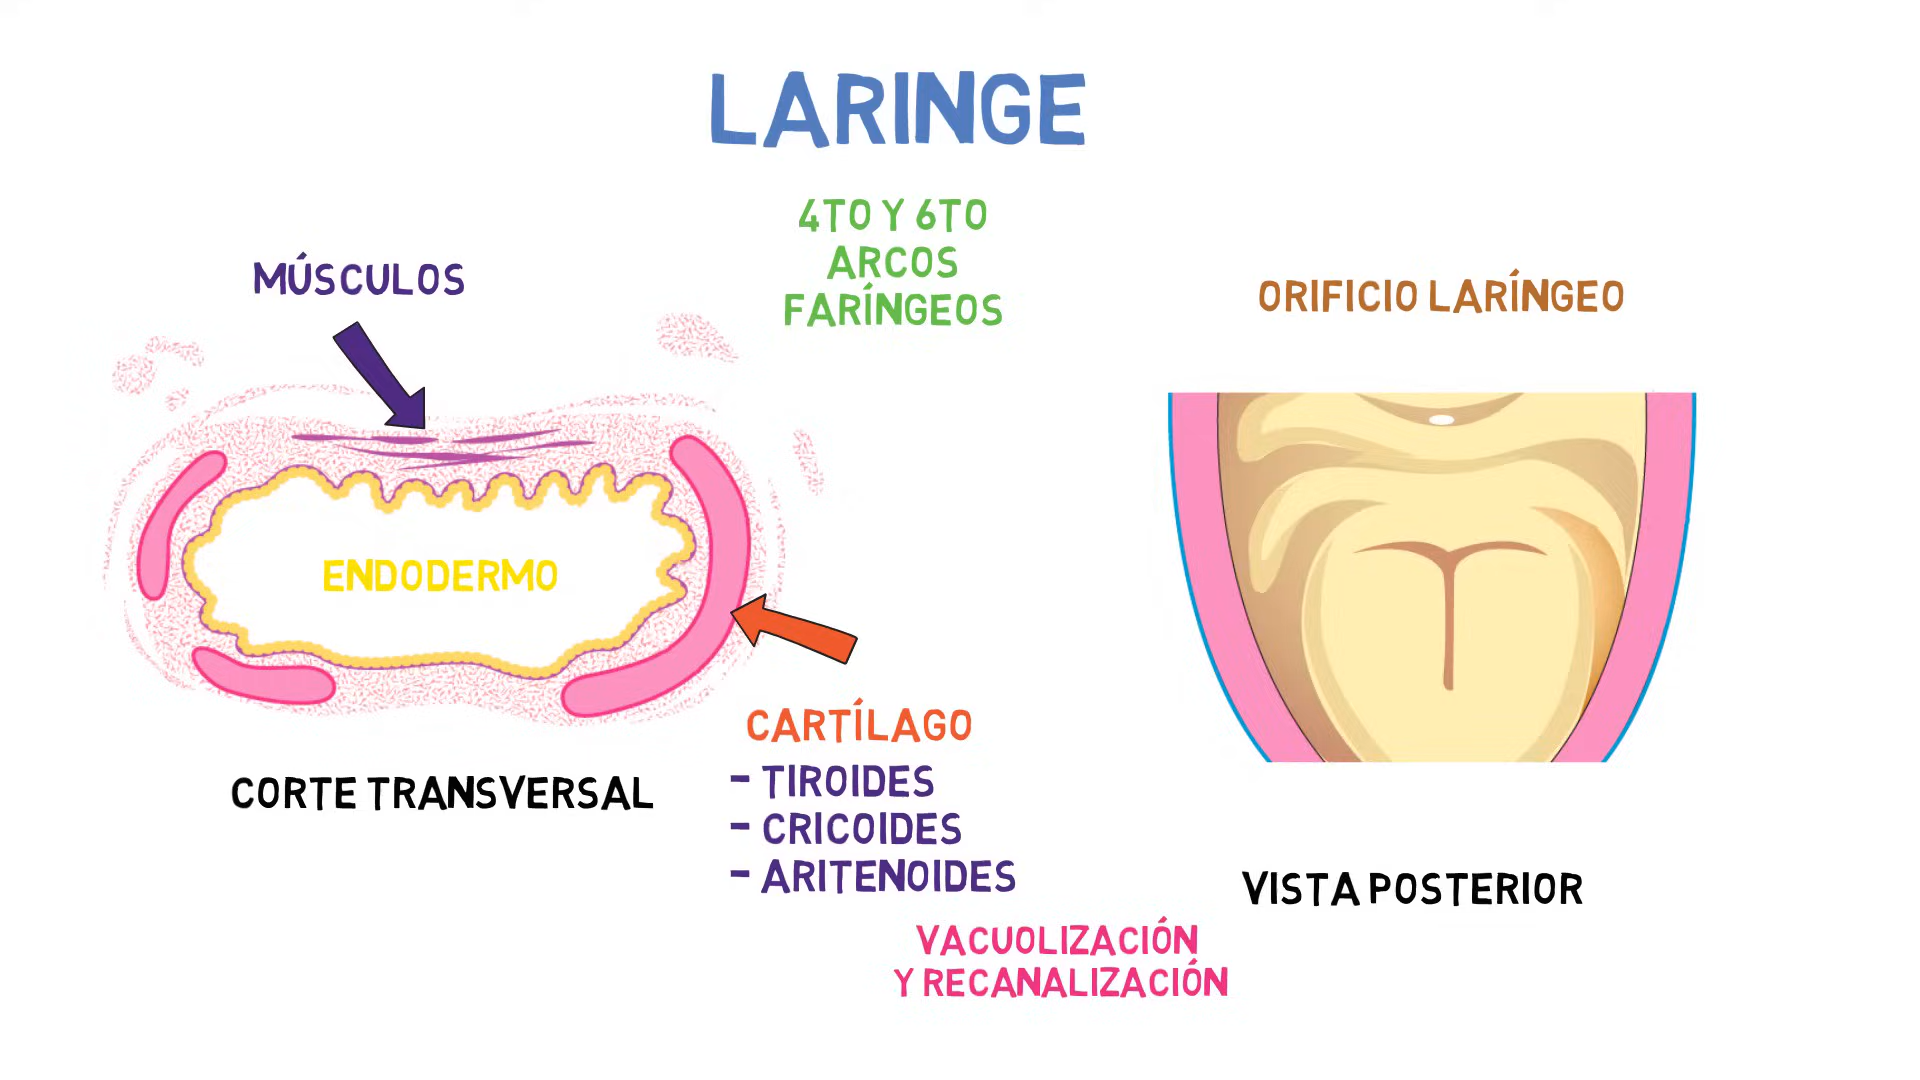 LARINGE
4TO Y 6TO
ARCOS
FARÍNGEOS
MÚSCULOS
ORIFICIO LARÍNGEO
ENDODERMO
CARTÍLAGO
- TIROIDES
- CRICOIDES
- ARITENOIDES
CORTE TRANSVERSAL
VISTA POSTERIOR
VACUOLIZACIÓN
Y RECANALIZACIÓN